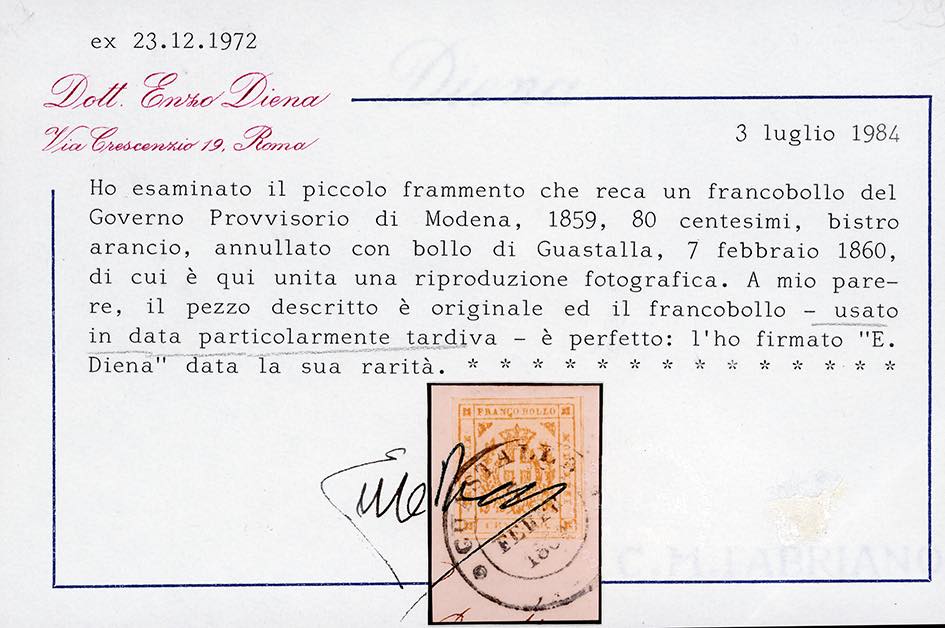 ex 23.12.1972
Dott. Enzo Diena
Via Crescenzio 19, Roma
3 luglio 1984
Ho esaminato il piccolo frammento che reca un francobollo del
Governo Provvisorio di Modena, 1859, 80 centesimi, bistro
arancio, annullato con bollo di Guastalla, 7 febbraio 1860,
di cui è qui unita una riproduzione fotografica. A mio pare-
re, il pezzo descritto è originale ed il francobollo - usato
in data particolarmente tardiva - è perfetto: l'ho firmato "E.
Diena" data la sua rarità. * * * * * * * * * * * * * *
FRANCO BOLLO
GUASTALLA
C.M.FABRIANO